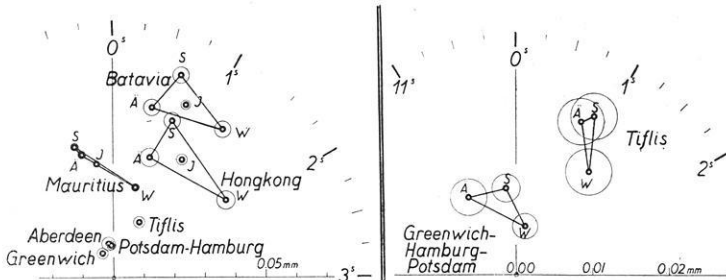 0ˢ
1ˢ
S
Batavia
Ä
J
S
W
S
A
J
A
J
2ˢ
Mauritius
W
Hongkong
W
Tiflis
Aberdeen
Potsdam-Hamburg
Greenwich
0.05mm
3ˢ
0ˢ
11ˢ
1ˢ
A
S
Tiflis
2ˢ
W
A
S
W
Greenwich-
Hamburg-
Potsdam
0.00
0.01
0.02mm